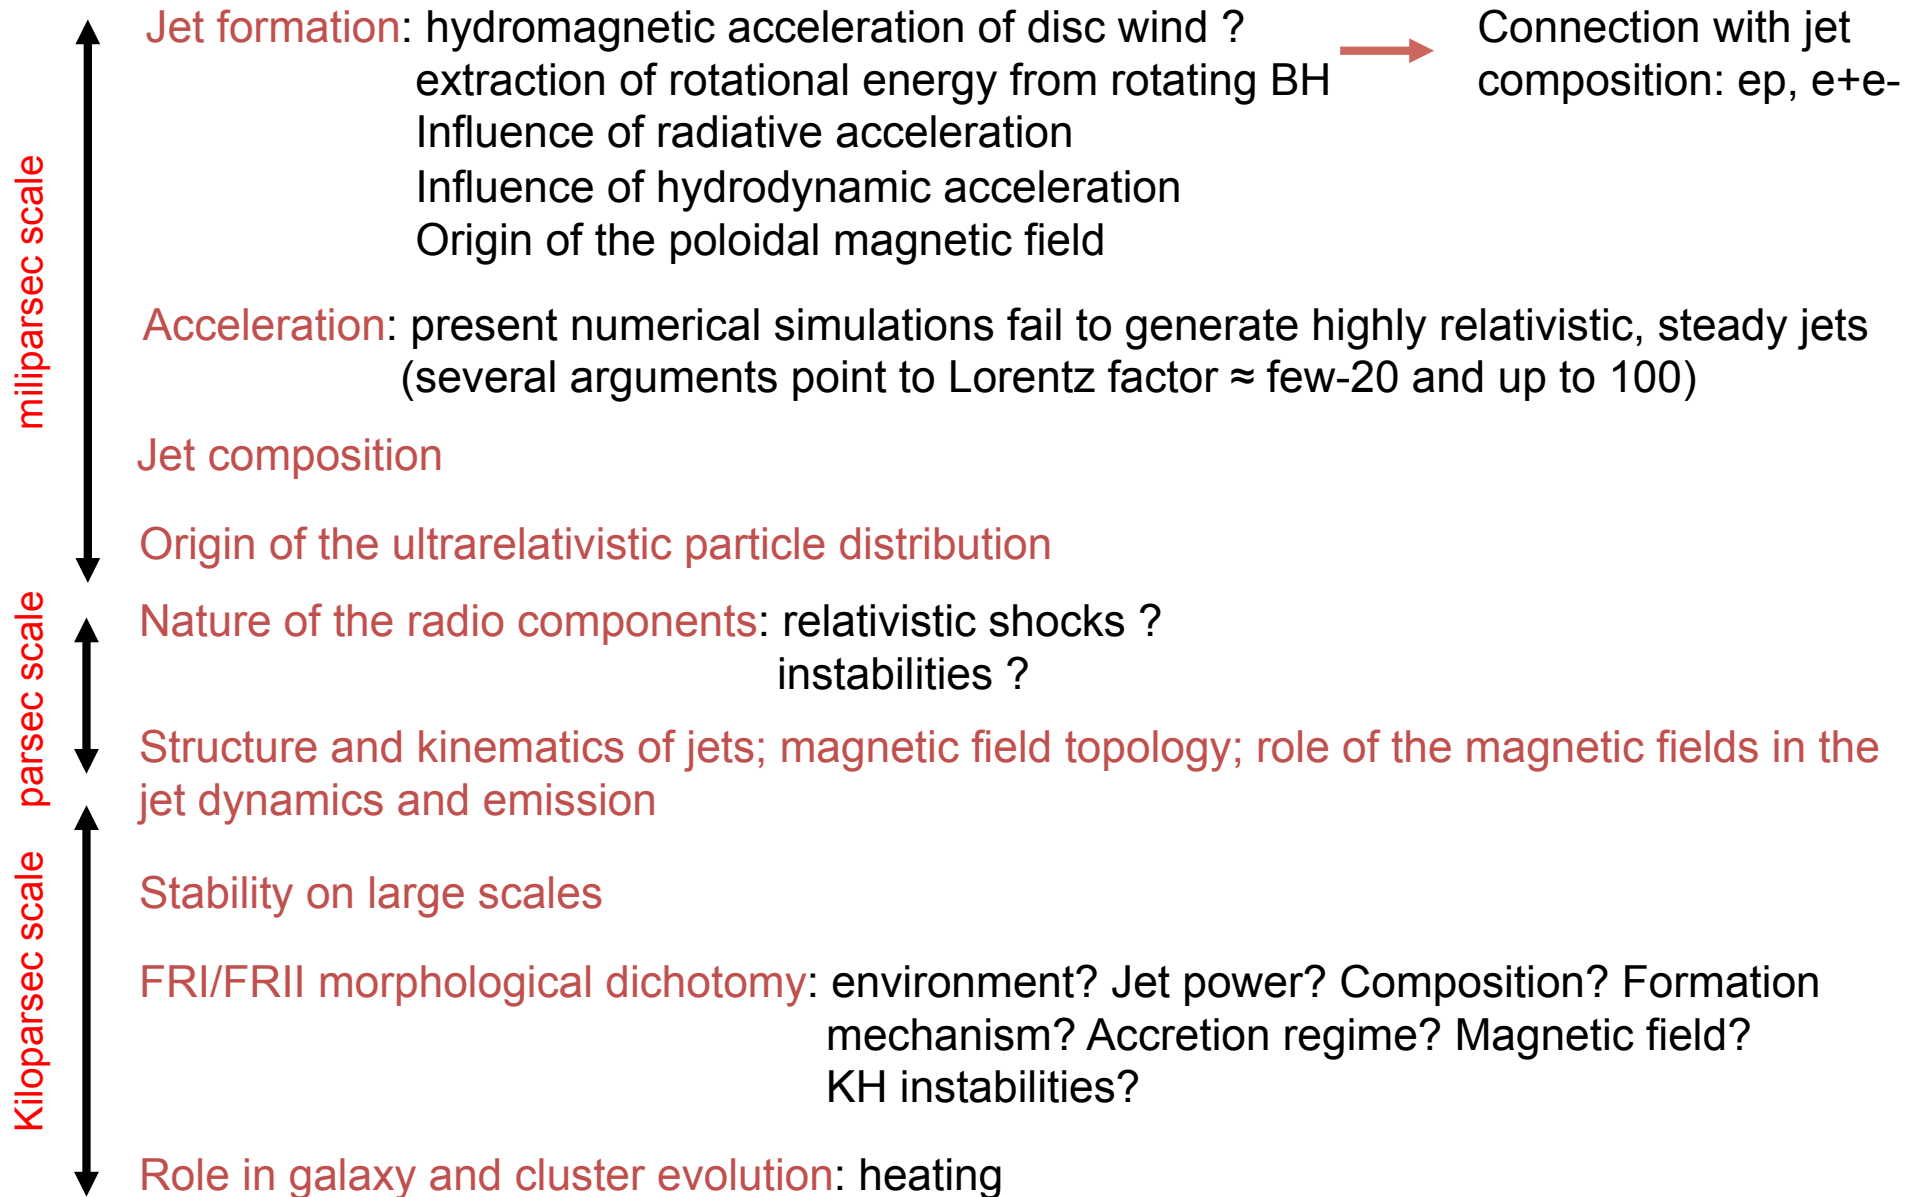 Jet formation: hydromagnetic acceleration of disc wind ?
extraction of rotational energy from rotating BH
Influence of radiative acceleration
Influence of hydrodynamic acceleration
Origin of the poloidal magnetic field
Connection with jet
composition: ep, e+e-
Acceleration: present numerical simulations fail to generate highly relativistic, steady jets
(several arguments point to Lorentz factor ≈ few-20 and up to 100)
Jet composition
Origin of the ultrarelativistic particle distribution
miliparsec scale
Nature of the radio components: relativistic shocks ?
instabilities ?
Structure and kinematics of jets; magnetic field topology; role of the magnetic fields in the
jet dynamics and emission
parsec scale
Stability on large scales
FRI/FRII morphological dichotomy: environment? Jet power? Composition? Formation
mechanism? Accretion regime? Magnetic field?
KH instabilities?
Role in galaxy and cluster evolution: heating
Kiloparsec scale